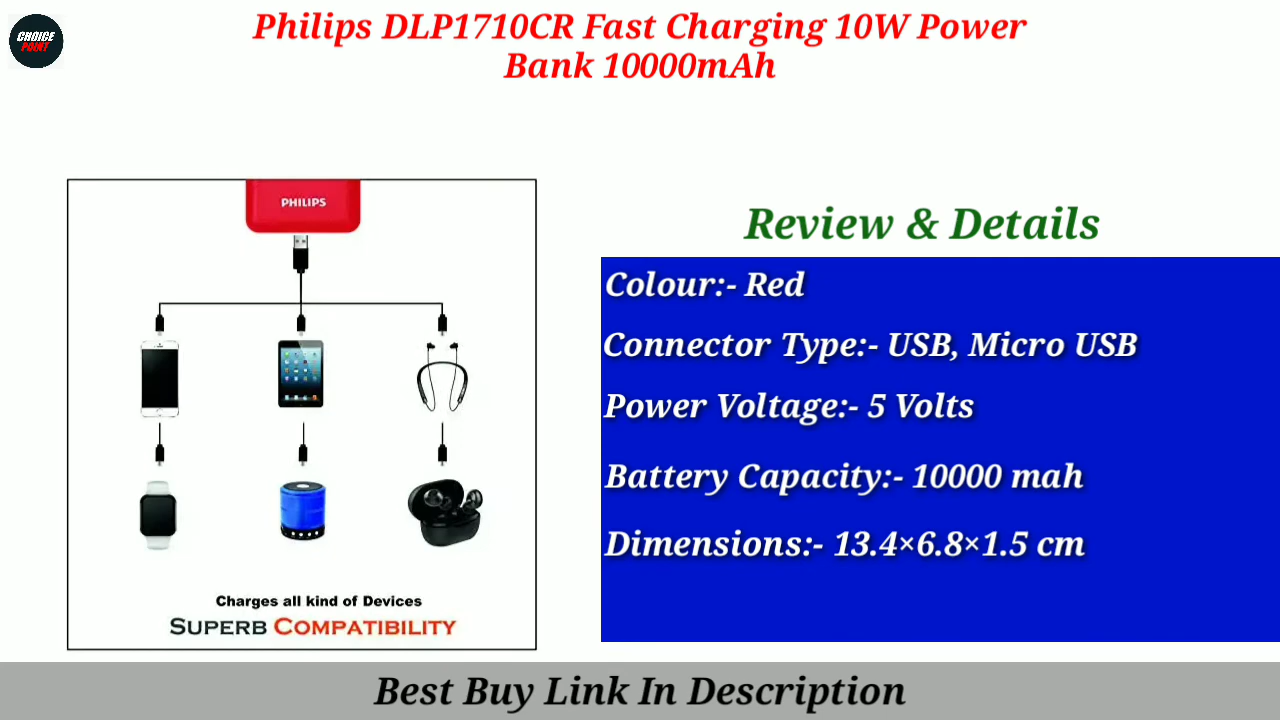 CHOICE
POINT
Philips DLP1710CR Fast Charging 10W Power
Bank 10000mAh
PHILIPS
Charges all kind of Devices
SUPERB COMPATIBILITY
Review & Details
Colour:- Red
Connector Type:- USB, Micro USB
Power Voltage:- 5 Volts
Battery Capacity:- 10000 mah
Dimensions:- 13.4×6.8×1.5 cm
Best Buy Link In Description